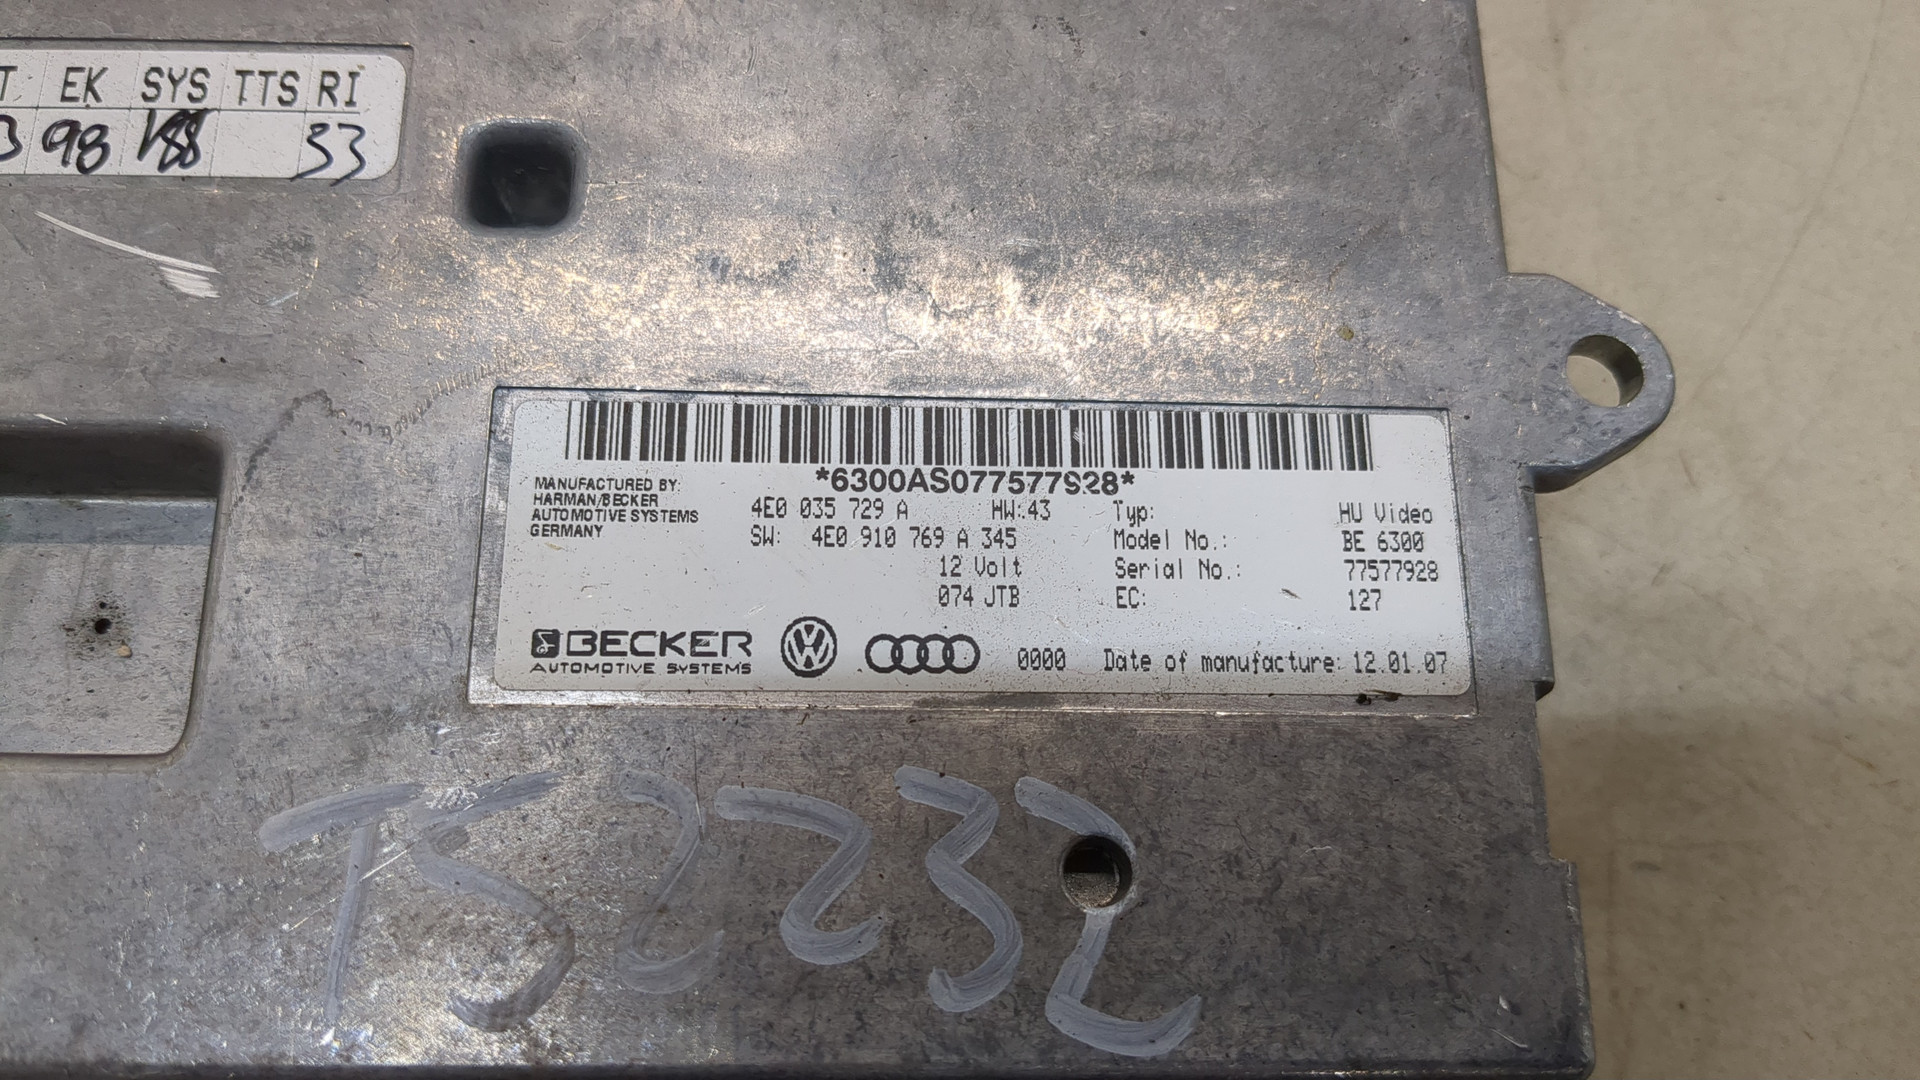 T EK SYS TTS RI
98 33
*6300AS077577928*
MANUFACTURED BY:
HARMAN/BECKER
AUTOMOTIVE SYSTEMS
GERMANY
4E0 035 729 A HW:43
SW: 4E0 910 769 A 345
12 Volt
074 JTB
Typ: HU Video
Model No.: BE 6300
Serial No.: 77577928
EC: 127
BECKER
AUTOMOTIVE SYSTEMS
0000 Date of manufacture: 12.01.07
TS2232